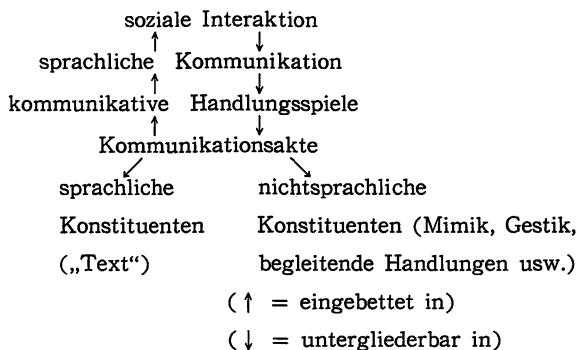 soziale Interaktion
sprachliche Kommunikation
kommunikative Handlungsspiele
Kommunikationsakte
sprachliche nichtsprachliche
Konstituenten Konstituenten (Mimik, Gestik,
(„Text“) begleitende Handlungen usw.)
(↑ = eingebettet in)
(↓ = untergliederbar in)